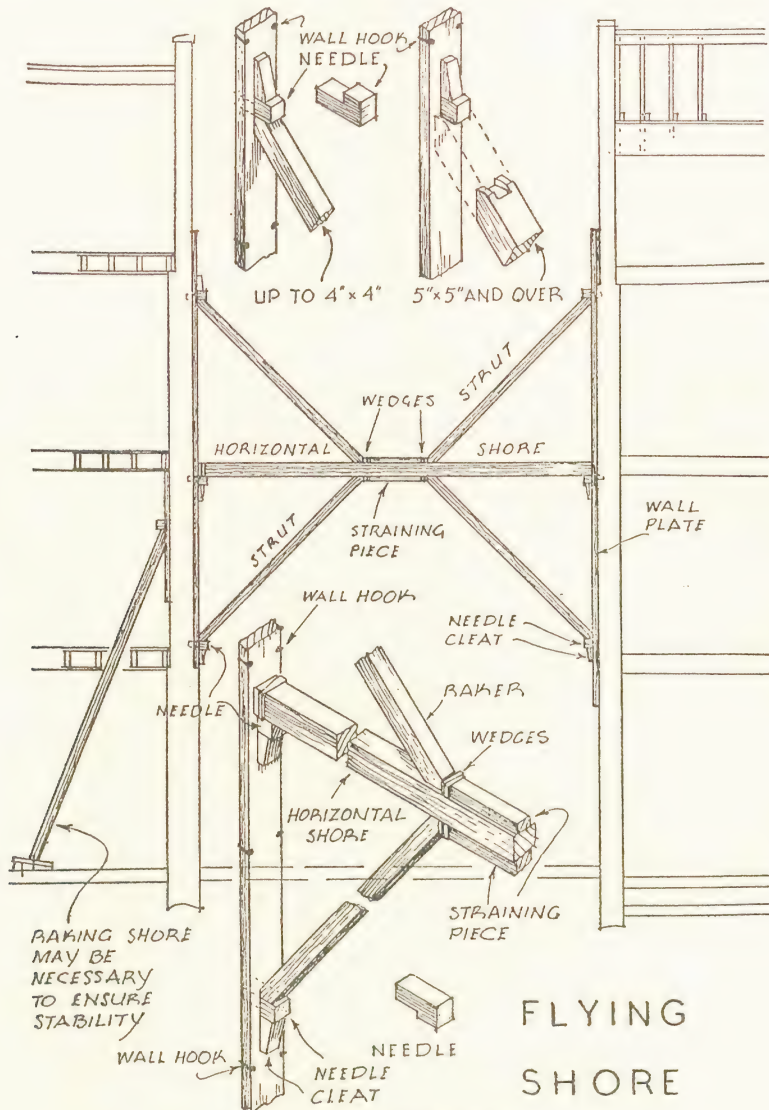 WALL HOOK
NEEDLE
UP TO 4" x 4"
5" x 5" AND OVER
STRUT
WEDGES
HORIZONTAL SHORE
STRAINING
PIECE
STRUT
WALL
PLATE
WALL HOOK
NEEDLE
CLEAT
NEEDLE
RAKER
WEDGES
HORIZONTAL
SHORE
STRAINING
PIECE
RAKING SHORE
MAY BE
NECESSARY
TO ENSURE
STABILITY
WALL HOOK
NEEDLE
CLEAT
NEEDLE
FLYING
SHORE